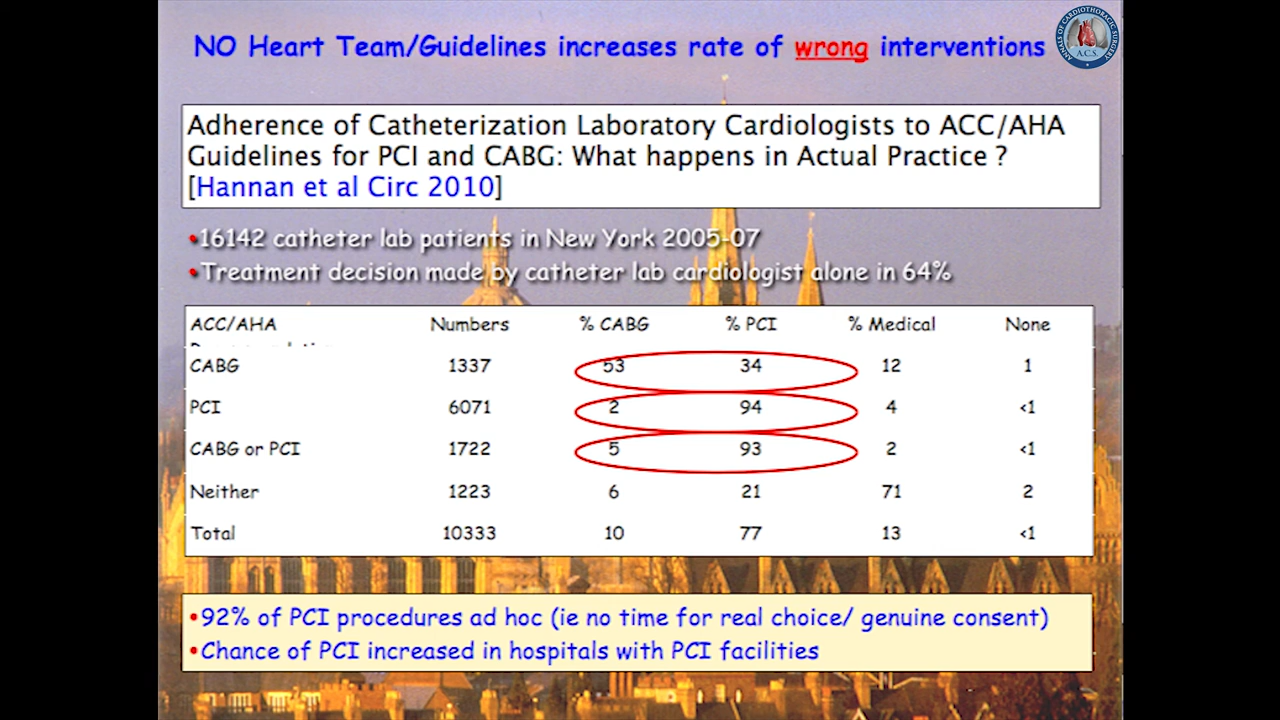 NO Heart Team/Guidelines increases rate of wrong interventions
ANNALS OF CARDIOTHORACIC SURGERY
A.C.S.
Adherence of Catheterization Laboratory Cardiologists to ACC/AHA
Guidelines for PCI and CABG: What happens in Actual Practice ?
[Hannan et al Circ 2010]
•16142 catheter lab patients in New York 2005-07
•Treatment decision made by catheter lab cardiologist alone in 64%
ACC/AHA Numbers % CABG % PCI % Medical None
CABG 1337 53 34 12 1
PCI 6071 2 94 4 <1
CABG or PCI 1722 5 93 2 <1
Neither 1223 6 21 71 2
Total 10333 10 77 13 <1
•92% of PCI procedures ad hoc (ie no time for real choice/ genuine consent)
•Chance of PCI increased in hospitals with PCI facilities